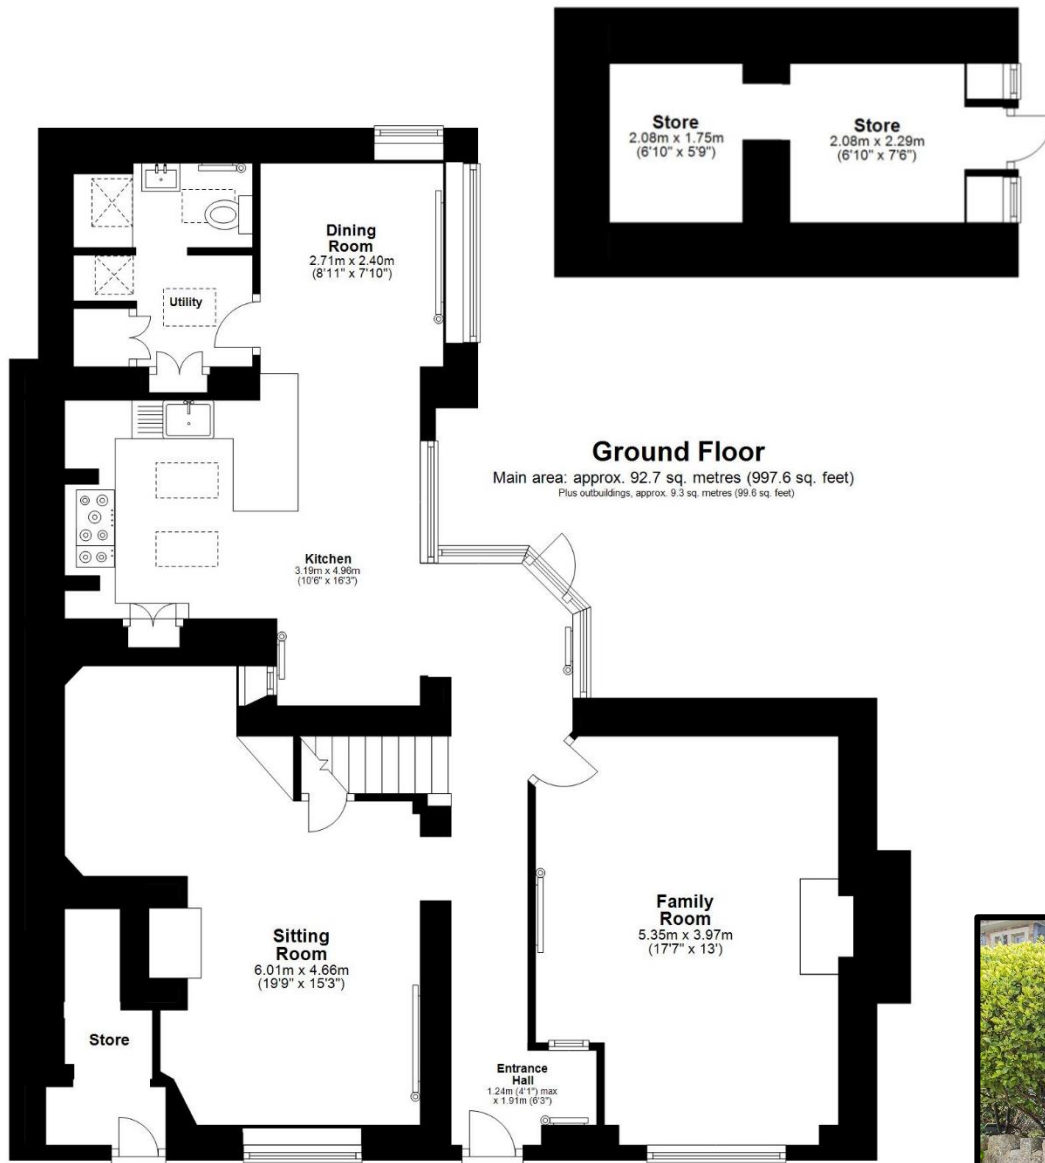 Store
2.08m x 1.75m
(6'10" x 5'9")
Store
2.08m x 2.29m
(6'10" x 7'6")
Dining
Room
2.71m x 2.40m
(8'11" x 7'10")
Utility
Ground Floor
Main area: approx. 92.7 sq. metres (997.6 sq. feet)
Plus outbuildings, approx. 9.3 sq. metres (99.6 sq. feet)
Kitchen
3.19m x 4.96m
(10'6" x 16'3")
Family
Room
5.35m x 3.97m
(17'7" x 13')
Sitting
Room
6.01m x 4.66m
(19'9" x 15'3")
Store
Entrance
Hall
1.24m (4'1") max
x 1.91m (6'3")